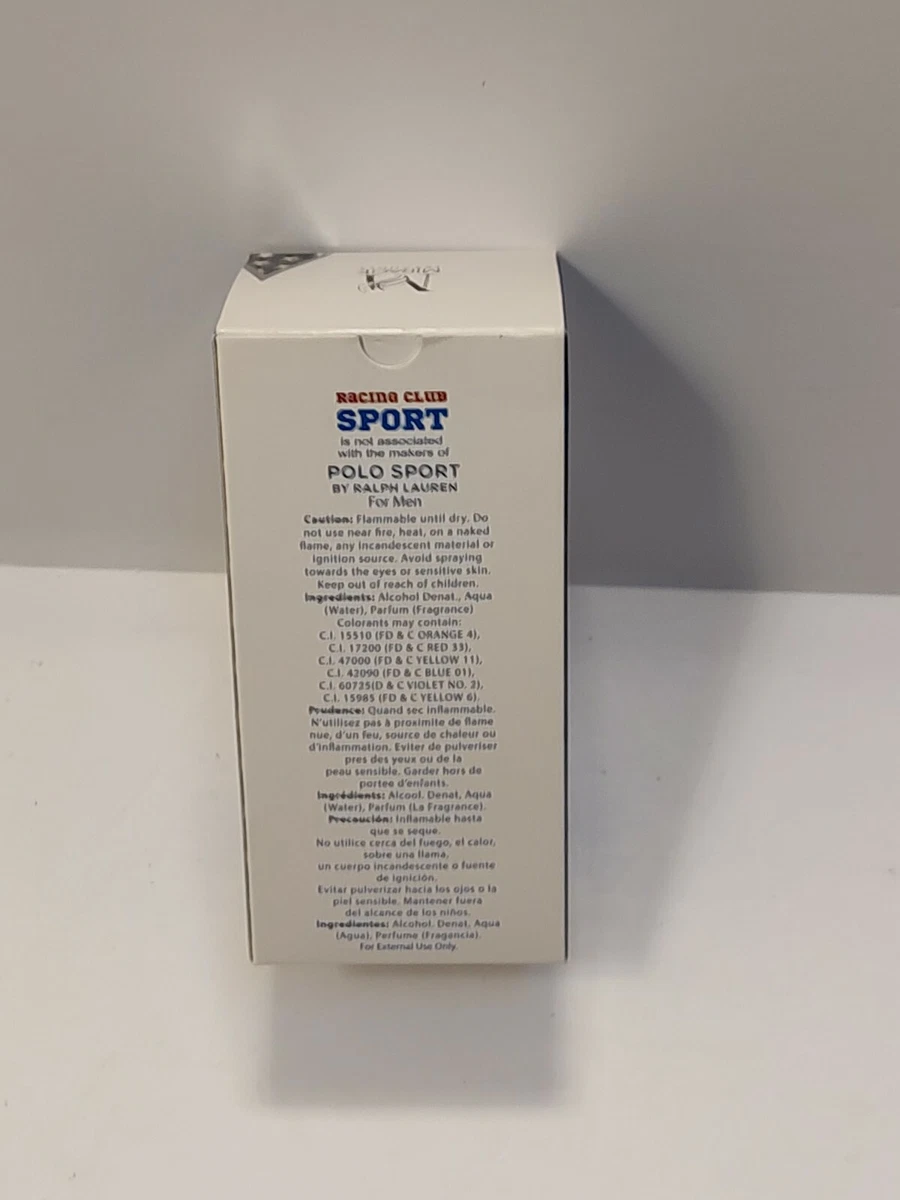 MIRAGE
RACING CLUB
SPORT
is not associated
with the makers of
POLO SPORT
BY RALPH LAUREN
For Men
Caution: Flammable until dry. Do
not use near fire, heat, on a naked
flame, any incandescent material or
ignition source. Avoid spraying
towards the eyes or sensitive skin.
Keep out of reach of children.
Ingredients: Alcohol Denat., Aqua
(Water), Parfum (Fragrance)
Colorants may contain:
C.I. 15510 (FD & C ORANGE 4),
C.I. 17200 (FD & C RED 33),
C.I. 47000 (FD & C YELLOW 11),
C.I. 42090 (FD & C BLUE 01),
C.I. 60725(D & C VIOLET NO. 2),
C.I. 15985 (FD & C YELLOW 6).
Prudence: Quand sec inflammable.
N'utilisez pas à proximite de flame
nue, d'un feu, source de chaleur ou
d'inflammation. Eviter de pulveriser
pres des yeux ou de la
peau sensible. Garder hors de
portee d'enfants.
Ingrédients: Alcool. Denat, Aqua
(Water), Parfum (La Fragrance).
Precaución: Inflamable hasta
que se seque.
No utilice cerca del fuego, el calor,
sobre una llama,
un cuerpo incandescente o fuente
de ignición.
Evitar pulverizar hacia los ojos o la
piel sensible. Mantener fuera
del alcance de los niños.
Ingredientes: Alcohol. Denat, Aqua
(Agua), Perfume (Fragancia).
For External Use Only.